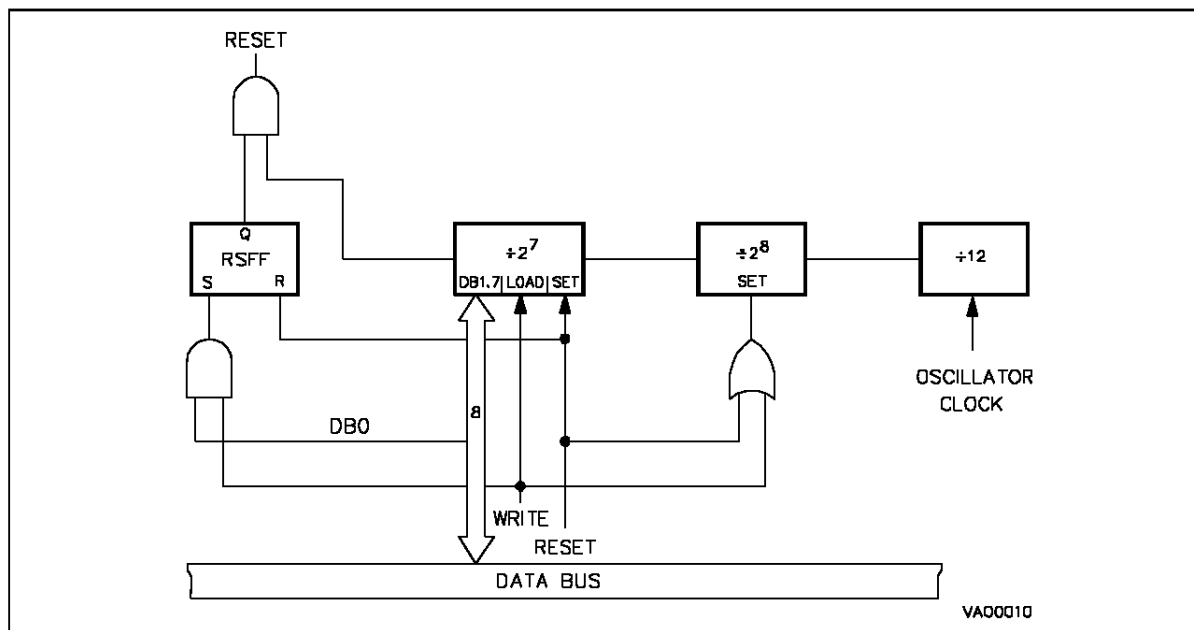 RESET
Q
RSFF
S R
÷2⁷
DB1.7 | LOAD | SET
÷2⁸
SET
÷12
OSCILLATOR
CLOCK
DB0
8
WRITE
RESET
DATA BUS
VA00010